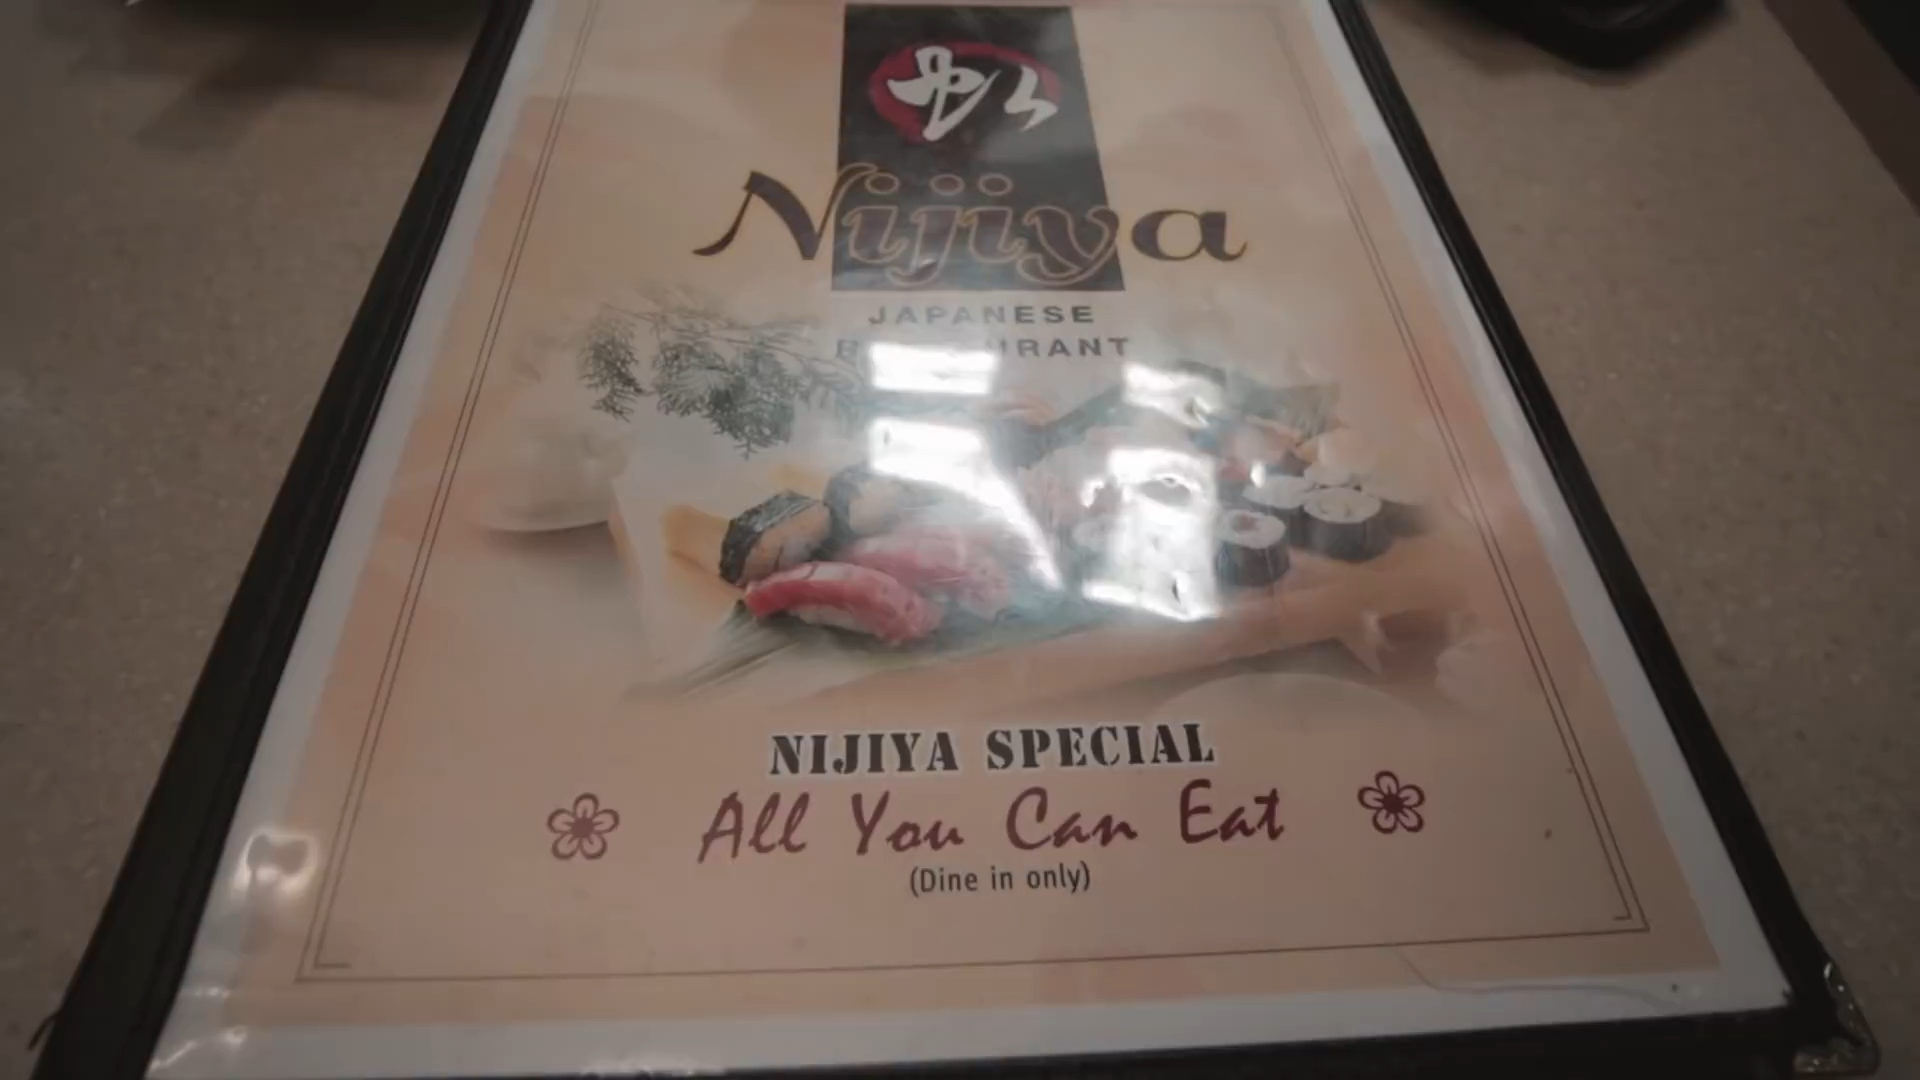 Nijiya
JAPANESE
NIJIYA SPECIAL
All You Can Eat
(Dine in only)